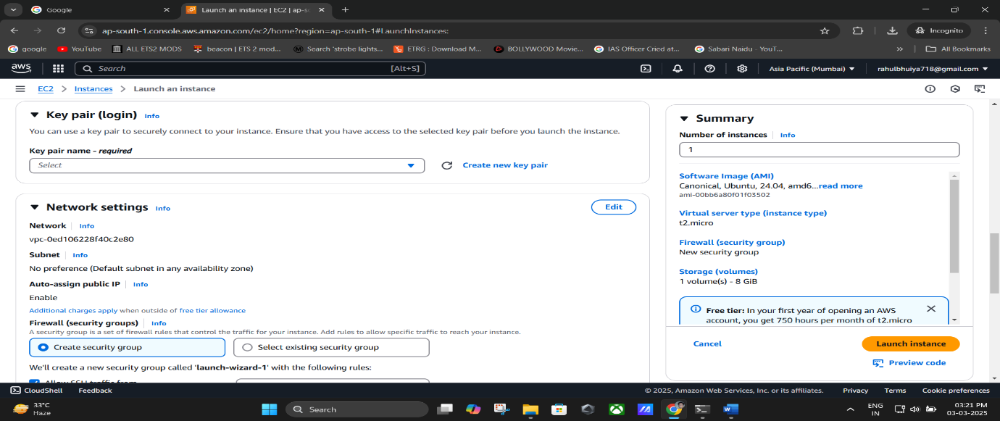 Google
Launch an instance | EC2 | ap-so
ap-south-1.console.aws.amazon.com/ec2/home?region=ap-south-1#LaunchInstances:
Incognito
google
YouTube
ALL ETS2 MODS
beacon | ETS 2 mod...
Search 'strobe lights...
ETRG : Download M...
BOLLYWOOD Movie...
IAS Officer Cried at...
Sabari Naidu - YouT...
»
All Bookmarks
aws
Search
[Alt+S]
Asia Pacific (Mumbai)
rahulbhuiya718@gmail.com
EC2 > Instances > Launch an instance
Key pair (login) Info
You can use a key pair to securely connect to your instance. Ensure that you have access to the selected key pair before you launch the instance.
Key pair name – required
Select
Create new key pair
Network settings Info
Edit
Network Info
vpc-0ed106228f40c2e80
Subnet Info
No preference (Default subnet in any availability zone)
Auto-assign public IP Info
Enable
Additional charges apply when outside of free tier allowance
Firewall (security groups) Info
A security group is a set of firewall rules that control the traffic for your instance. Add rules to allow specific traffic to reach your instance.
Create security group
Select existing security group
We'll create a new security group called 'launch-wizard-1' with the following rules:
Allow SSH traffic from
Summary
Number of instances Info
1
Software Image (AMI)
Canonical, Ubuntu, 24.04, amd6...read more
ami-00bb6a80f01f03502
Virtual server type (instance type)
t2.micro
Firewall (security group)
New security group
Storage (volumes)
1 volume(s) - 8 GiB
Free tier: In your first year of opening an AWS
account, you get 750 hours per month of t2.micro
Cancel
Launch instance
Preview code
CloudShell
Feedback
© 2025, Amazon Web Services, Inc. or its affiliates.
Privacy
Terms
Cookie preferences
33°C
Haze
Search
ENG
IN
03:21 PM
03-03-2025